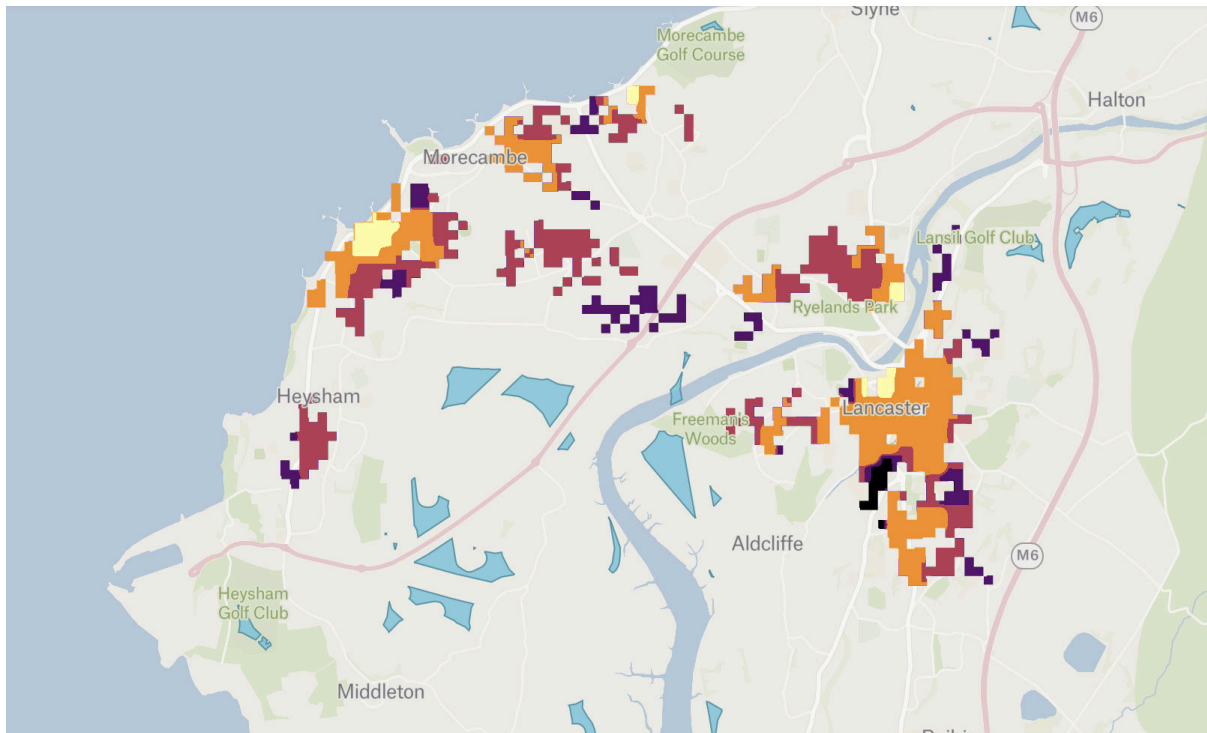 Slyne
M6
Morecambe
Golf Course
Halton
Morecambe
Lansil Golf Club
Ryelands Park
Heysham
Lancaster
Freeman's
Woods
Aldcliffe
M6
Heysham
Golf Club
Middleton